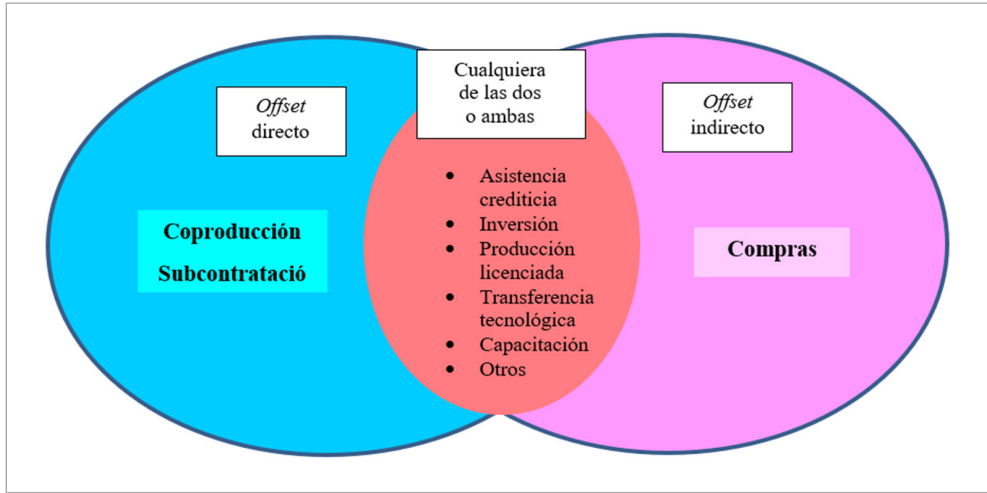 Offset
directo
Coproducción
Subcontratació
Cualquiera
de las dos
o ambas
• Asistencia
crediticia
• Inversión
• Producción
licenciada
• Transferencia
tecnológica
• Capacitación
• Otros
Offset
indirecto
Compras